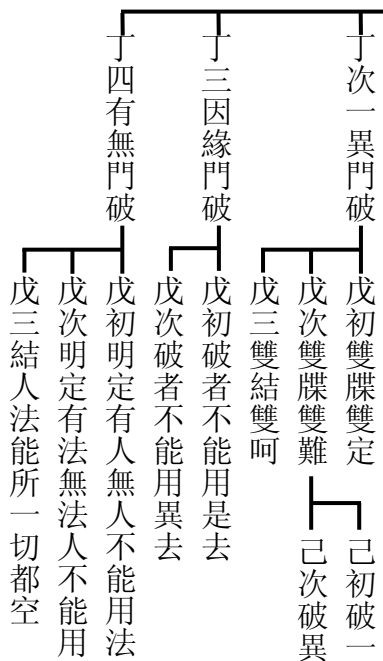 丁次一異門破
戊初雙牒雙定
戊次雙牒雙難
己初破一
己次破異
戊三雙結雙呵
丁三因緣門破
戊初破者不能用是去
戊次破者不能用異去
丁四有無門破
戊初明定有人無人不能用法
戊次明定有法無法人不能用
戊三結人法能所一切都空